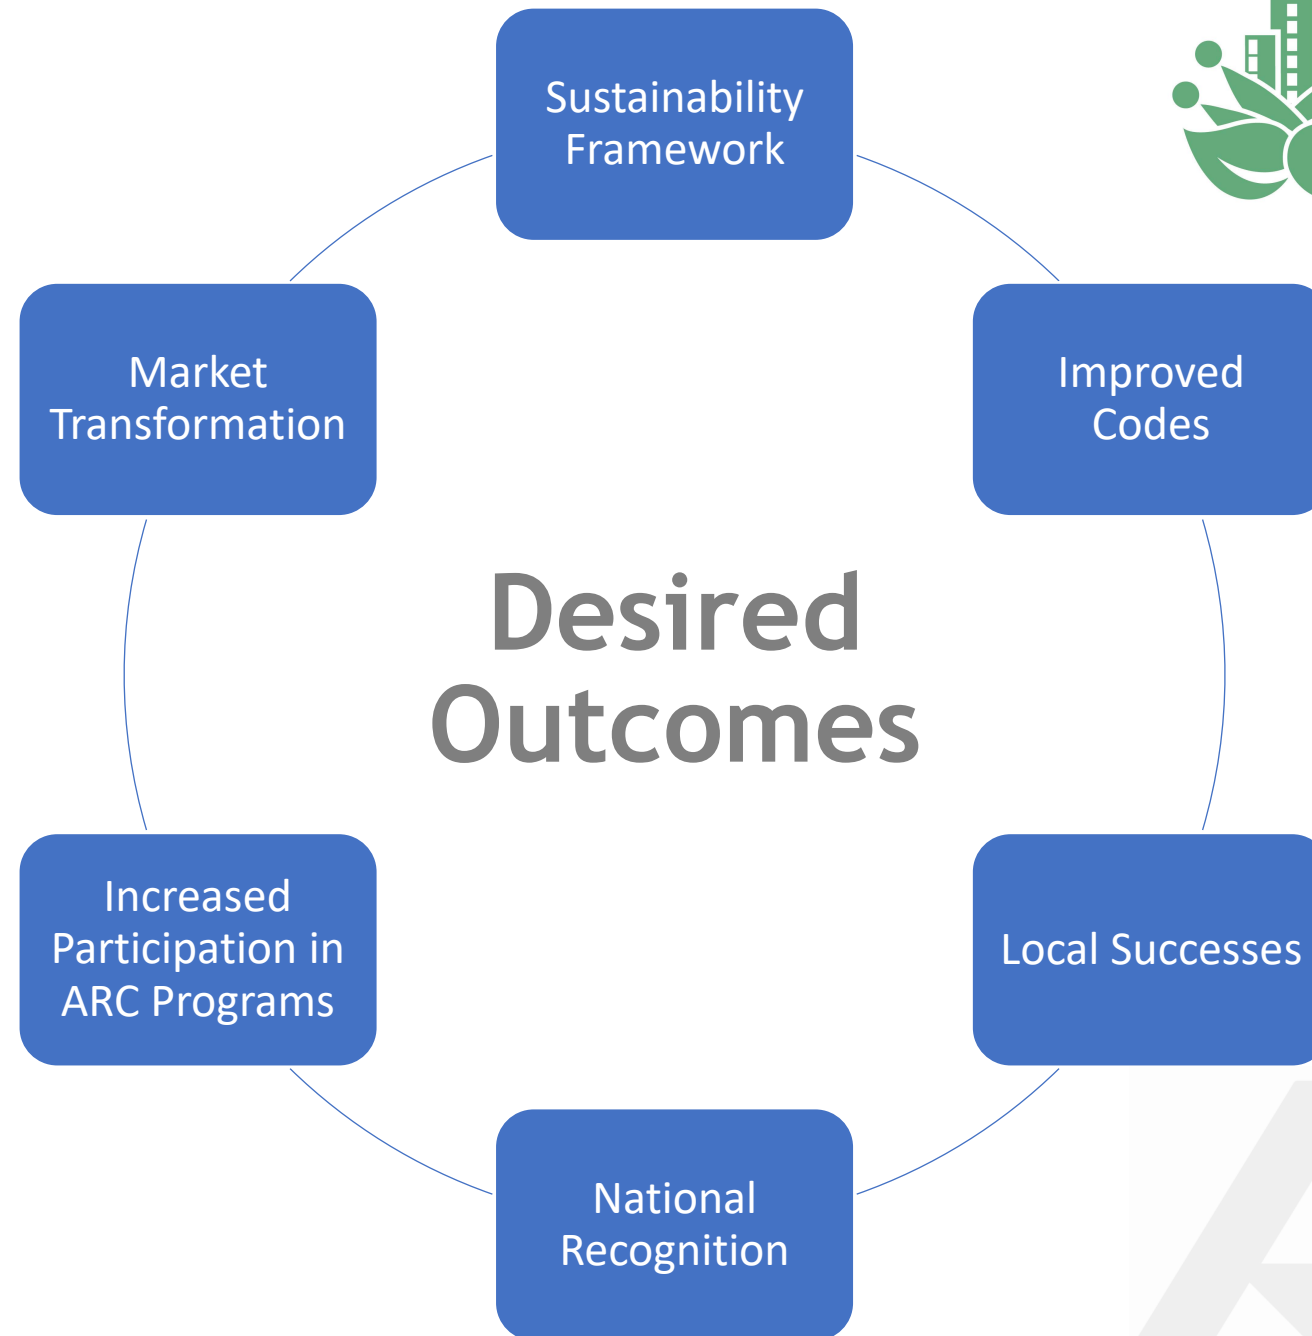 Sustainability
Framework
Improved
Codes
Local Successes
National
Recognition
Increased
Participation in
ARC Programs
Market
Transformation
Desired
Outcomes